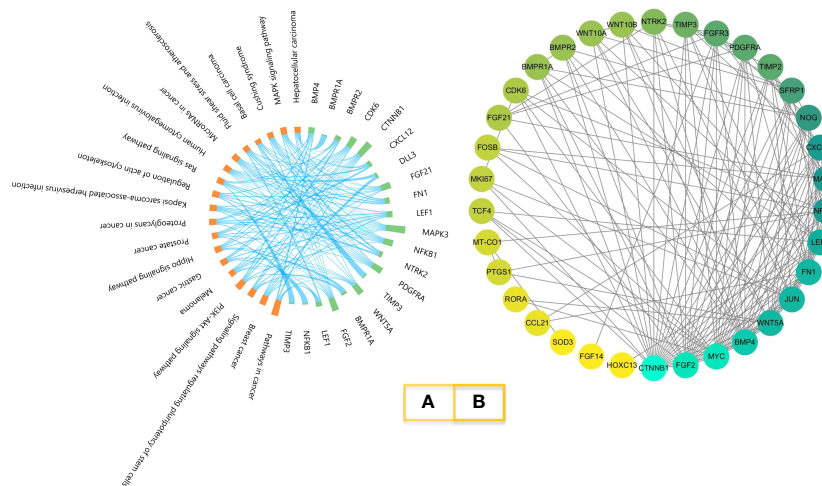 Hepatocellular carcinoma
MAPK signaling pathway
Cushing syndrome
Basal cell carcinoma
Fluid shear stress and atherosclerosis
MicroRNAs in cancer
Human cytomegalovirus infection
Ras signaling pathway
Regulation of actin cytoskeleton
Kaposi sarcoma-associated herpesvirus infection
Proteoglycans in cancer
Prostate cancer
Hippo signaling pathway
Gastric cancer
Melanoma
PI3K-Akt signaling pathway
Signaling pathways regulating pluripotency of stem cells
Breast cancer
Pathways in cancer
BMP4
BMPR1A
BMPR2
CDK6
CTNNB1
CXCL12
DLL3
FGF21
FN1
LEF1
MAPK3
NFKB1
NTRK2
PDGFRA
TIMP3
WNT5A
BMPR1A
FGF2
LEF1
NFKB1
TIMP3
A
B
NTRK2
TIMP3
FGFR3
PDGFRA
TIMP2
SFRP1
NOG
CXC
MA
NF
LEF
FN1
JUN
WNT5A
BMP4
MYC
FGF2
CTNNB1
HOXC13
FGF14
SOD3
CCL21
RORA
PTGS1
MT-CO1
TCF4
MKI67
FOSB
FGF21
CDK6
BMPR1A
BMPR2
WNT10A
WNT10B